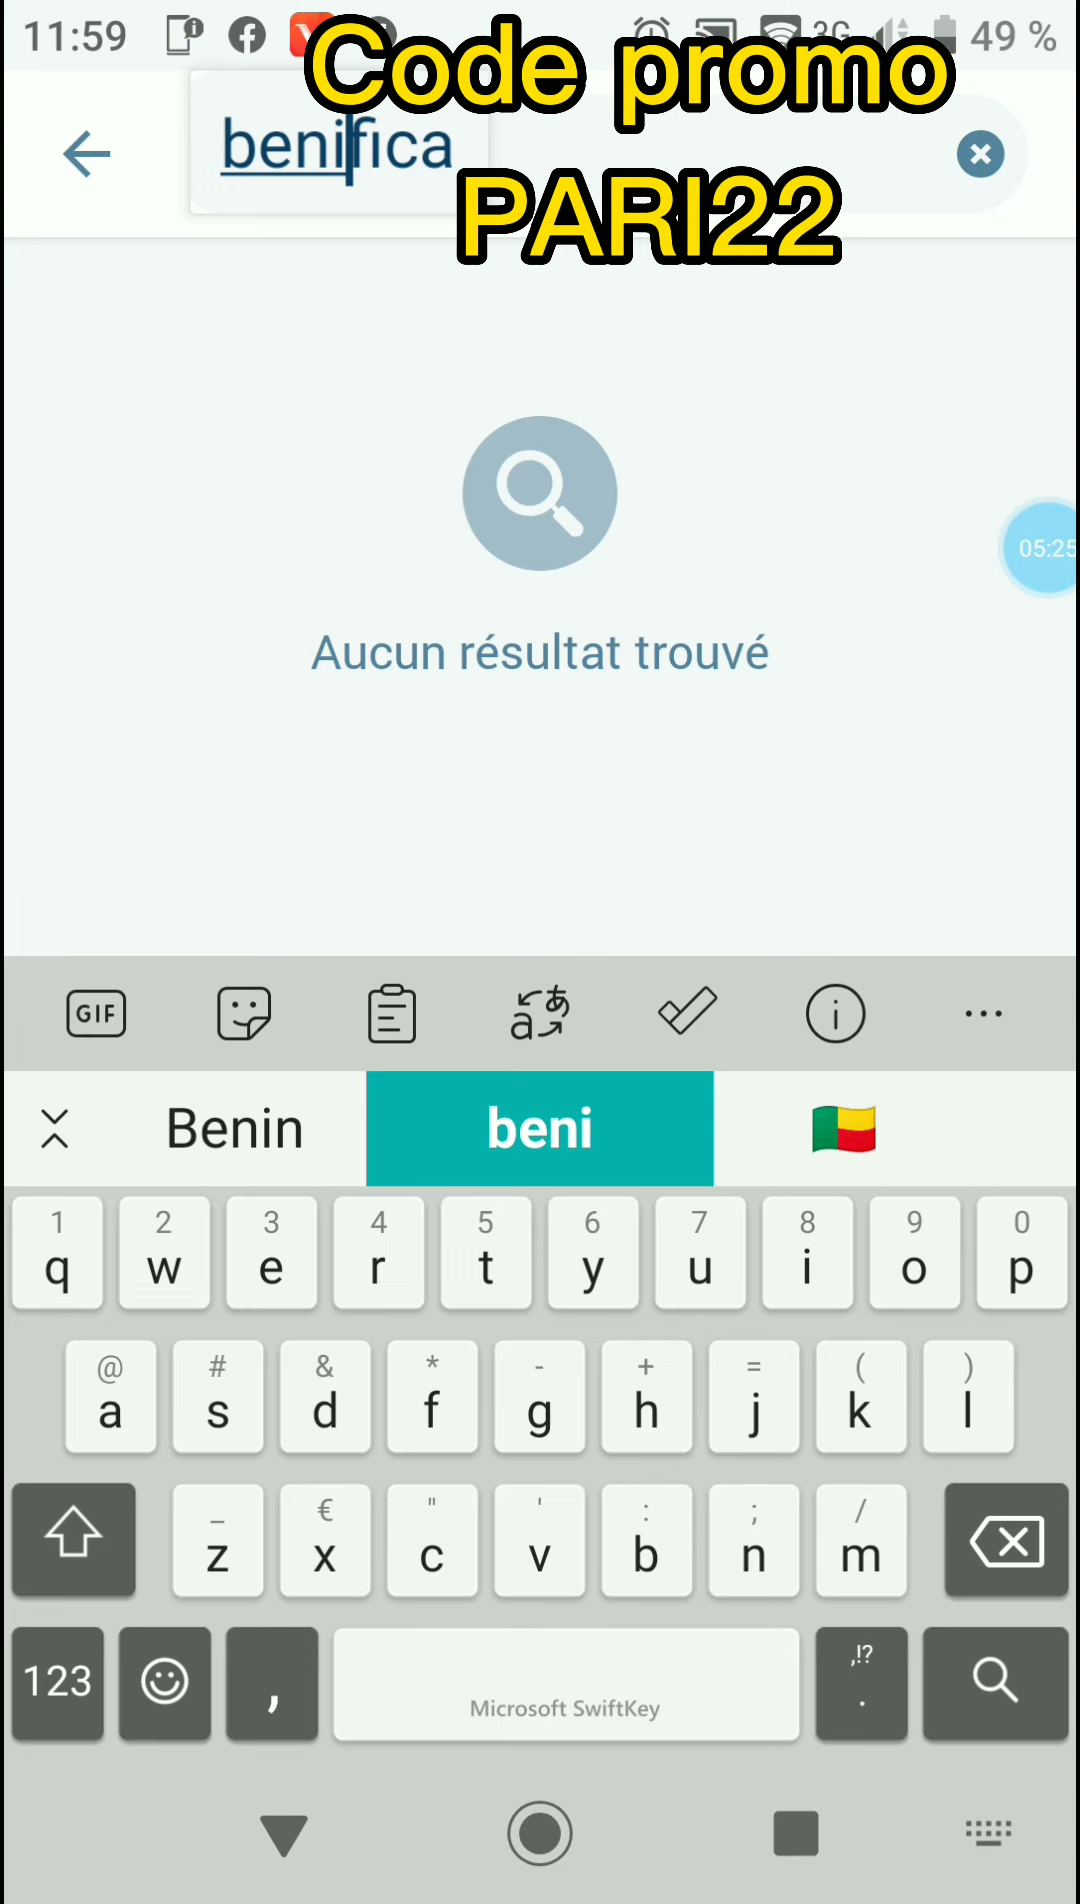 11:59
3G
49 %
Code promo
PARI22
benifica
05:25
Aucun résultat trouvé
GIF
Benin
beni
1 2 3 4 5 6 7 8 9 0
q w e r t y u i o p
@ # & * - + = ( )
a s d f g h j k l
_ € " ' : ; /
z x c v b n m
123
,
Microsoft SwiftKey
,!?
.